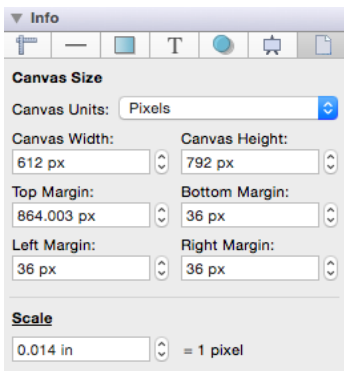 ▼ Info
T
Canvas Size
Canvas Units: Pixels
Canvas Width: Canvas Height:
612 px 792 px
Top Margin: Bottom Margin:
864.003 px 36 px
Left Margin: Right Margin:
36 px 36 px
Scale
0.014 in = 1 pixel